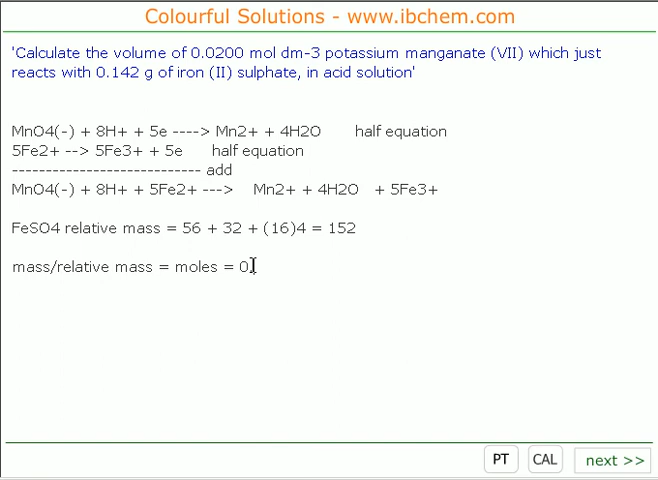 Colourful Solutions - www.ibchem.com
'Calculate the volume of 0.0200 mol dm-3 potassium manganate (VII) which just
reacts with 0.142 g of iron (II) sulphate, in acid solution'
MnO4(-) + 8H+ + 5e ----> Mn2+ + 4H2O half equation
5Fe2+ --> 5Fe3+ + 5e half equation
---------------------------- add
MnO4(-) + 8H+ + 5Fe2+ ---> Mn2+ + 4H2O + 5Fe3+
FeSO4 relative mass = 56 + 32 + (16)4 = 152
mass/relative mass = moles = 0.
PT CAL next >>